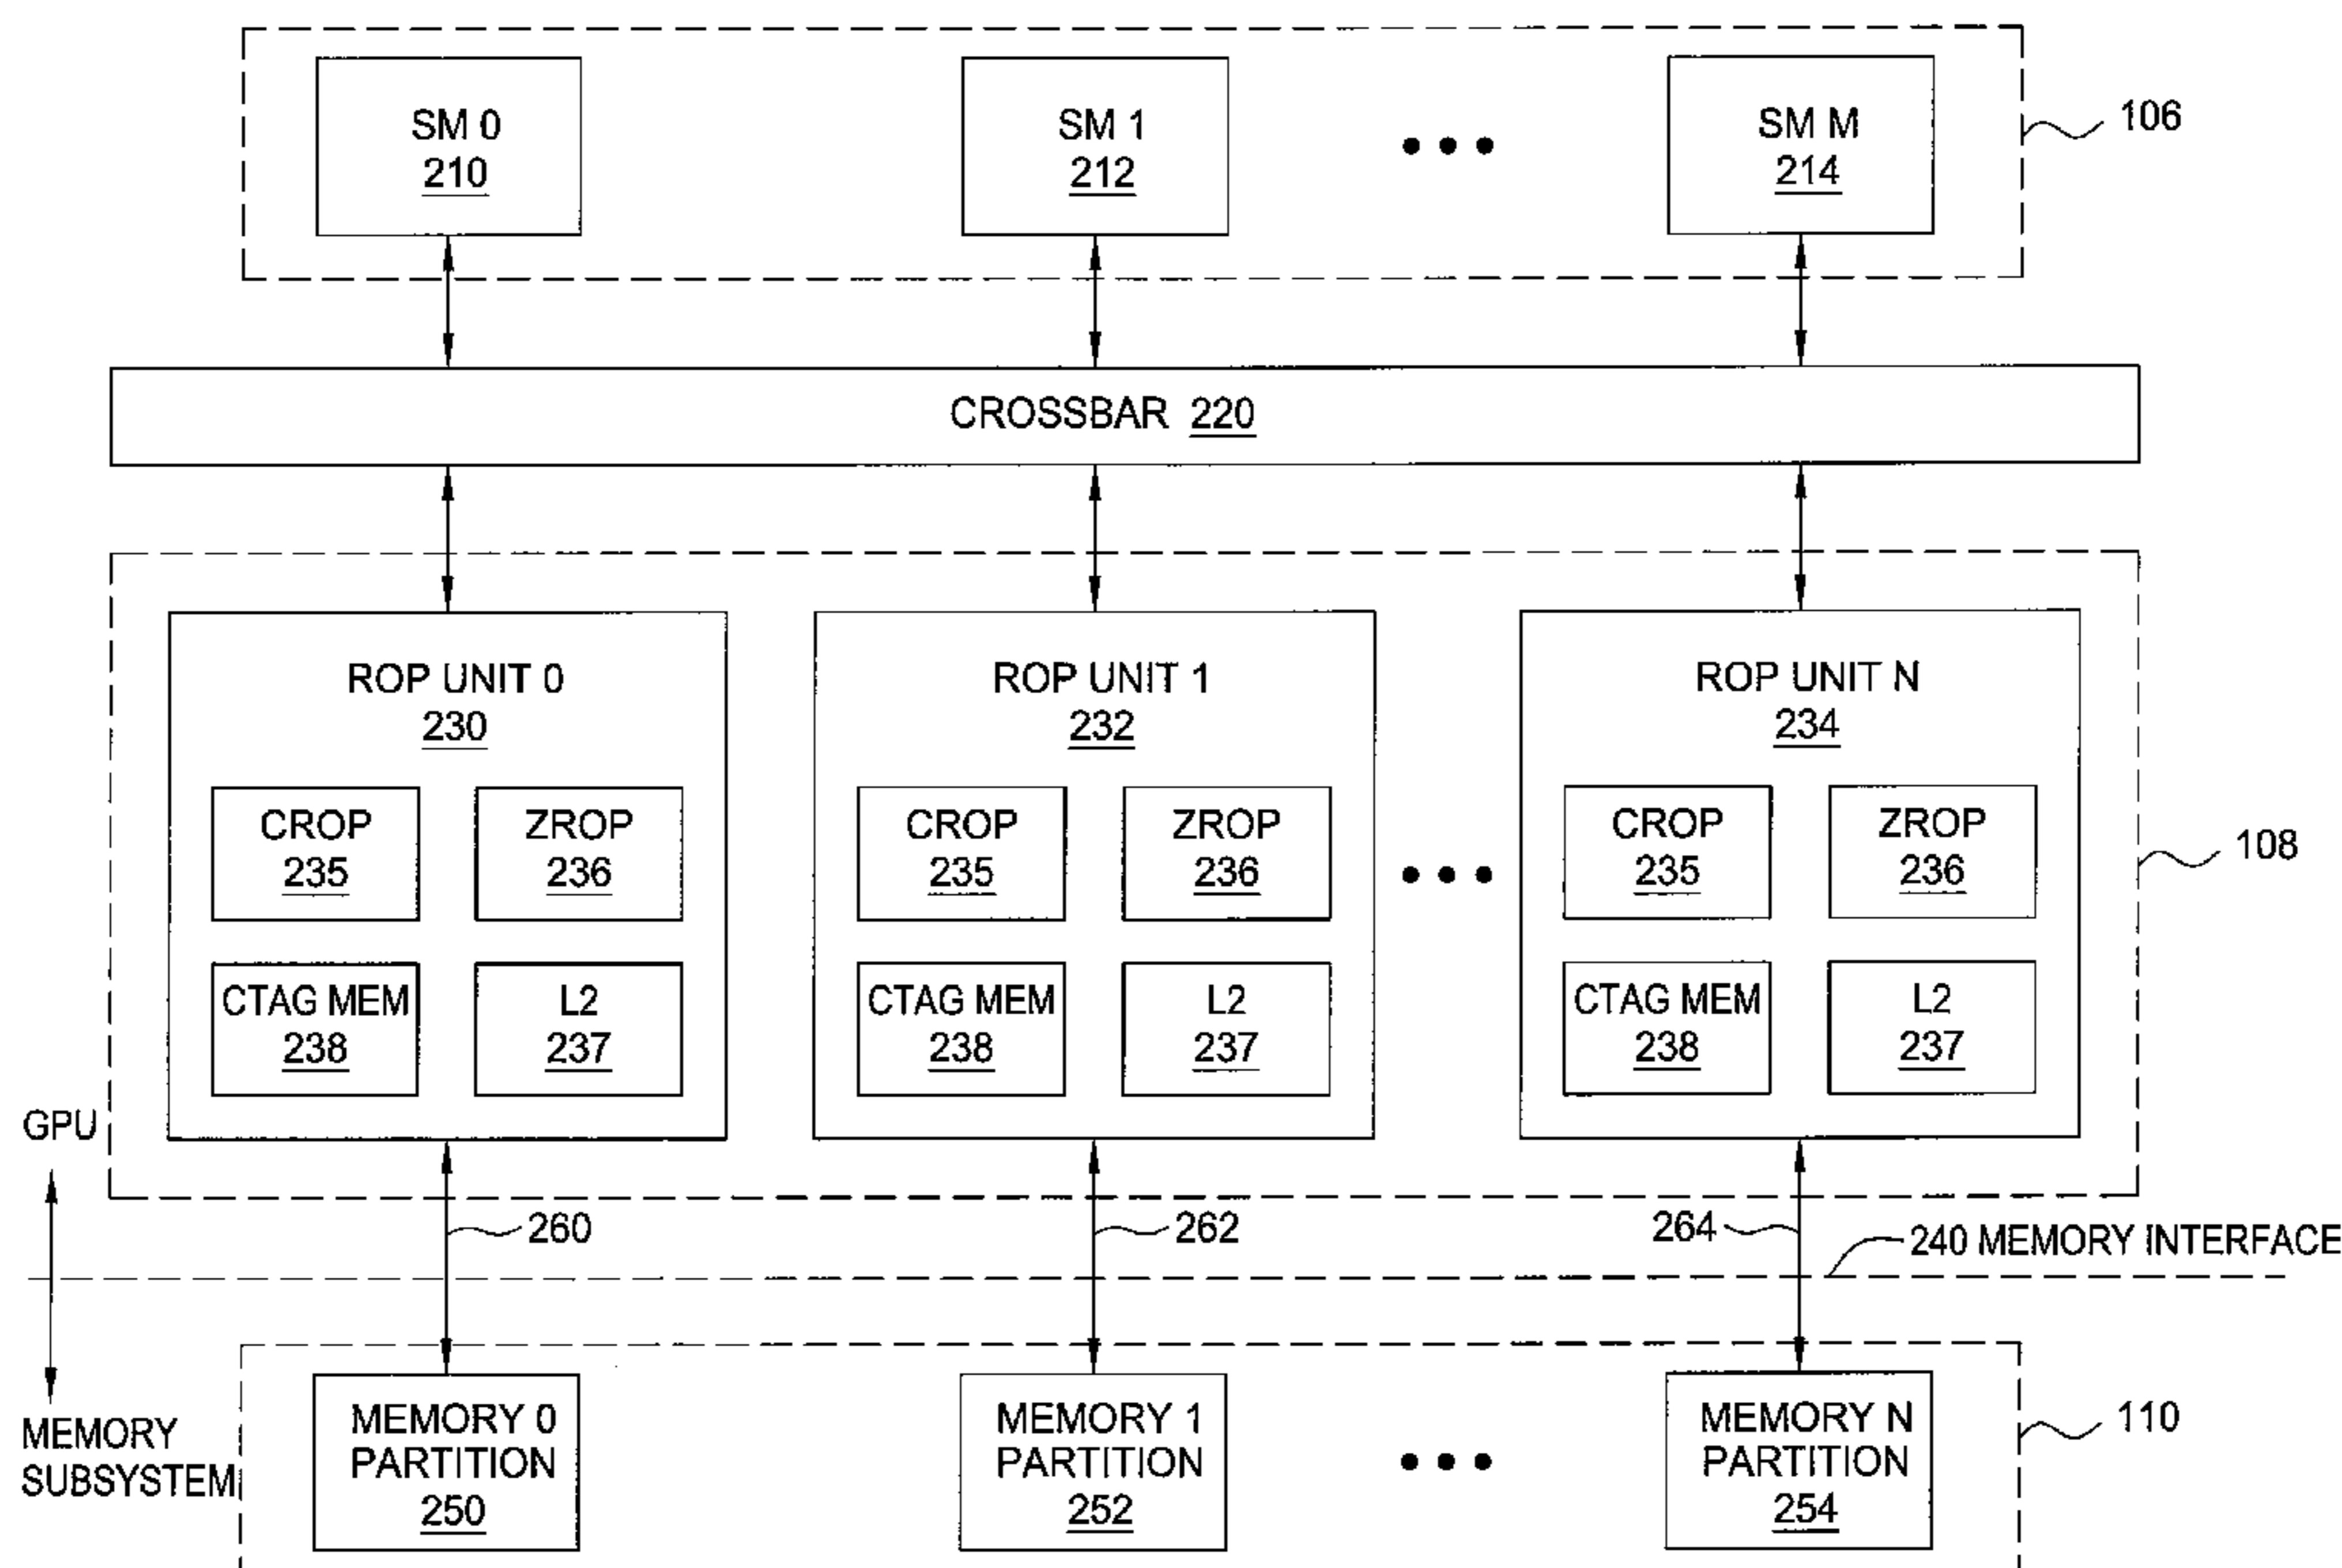 SM 0
210
SM 1
212
SM M
214
106
CROSSBAR 220
ROP UNIT 0
230
CROP
235
ZROP
236
CTAG MEM
238
L2
237
ROP UNIT 1
232
CROP
235
ZROP
236
CTAG MEM
238
L2
237
ROP UNIT N
234
CROP
235
ZROP
236
CTAG MEM
238
L2
237
108
GPU
260
262
264
240 MEMORY INTERFACE
MEMORY
SUBSYSTEM
MEMORY 0
PARTITION
250
MEMORY 1
PARTITION
252
MEMORY N
PARTITION
254
110